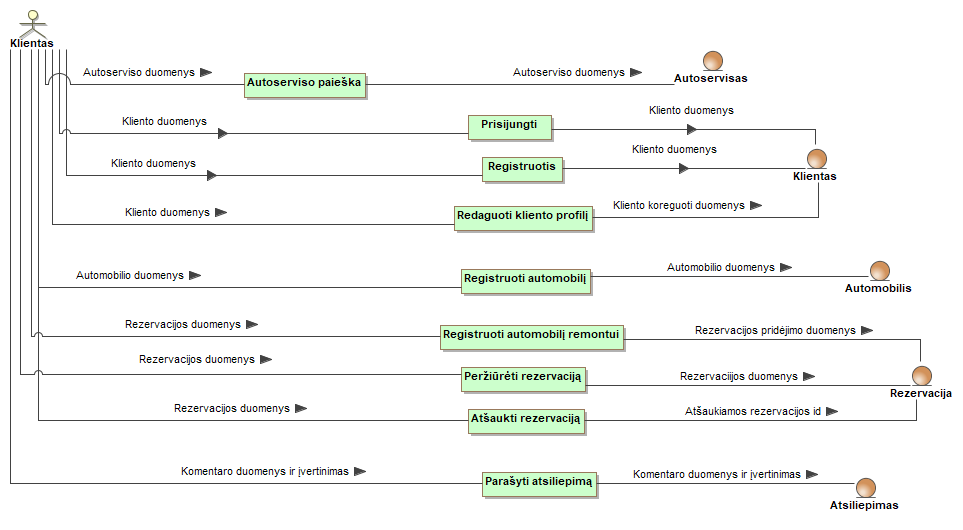 Klientas
Autoserviso duomenys
Autoserviso paieška
Autoserviso duomenys
Autoservisas
Kliento duomenys
Prisijungti
Kliento duomenys
Kliento duomenys
Registruotis
Kliento duomenys
Klientas
Kliento duomenys
Redaguoti kliento profilį
Kliento koreguoti duomenys
Automobilio duomenys
Registruoti automobilį
Automobilio duomenys
Automobilis
Rezervacijos duomenys
Registruoti automobilį remontui
Rezervacijos pridėjimo duomenys
Rezervacijos duomenys
Peržiūrėti rezervaciją
Rezervaciijos duomenys
Rezervacija
Rezervacijos duomenys
Atšaukti rezervaciją
Atšaukiamos rezervacijos id
Komentaro duomenys ir įvertinimas
Parašyti atsiliepimą
Komentaro duomenys ir įvertinimas
Atsiliepimas